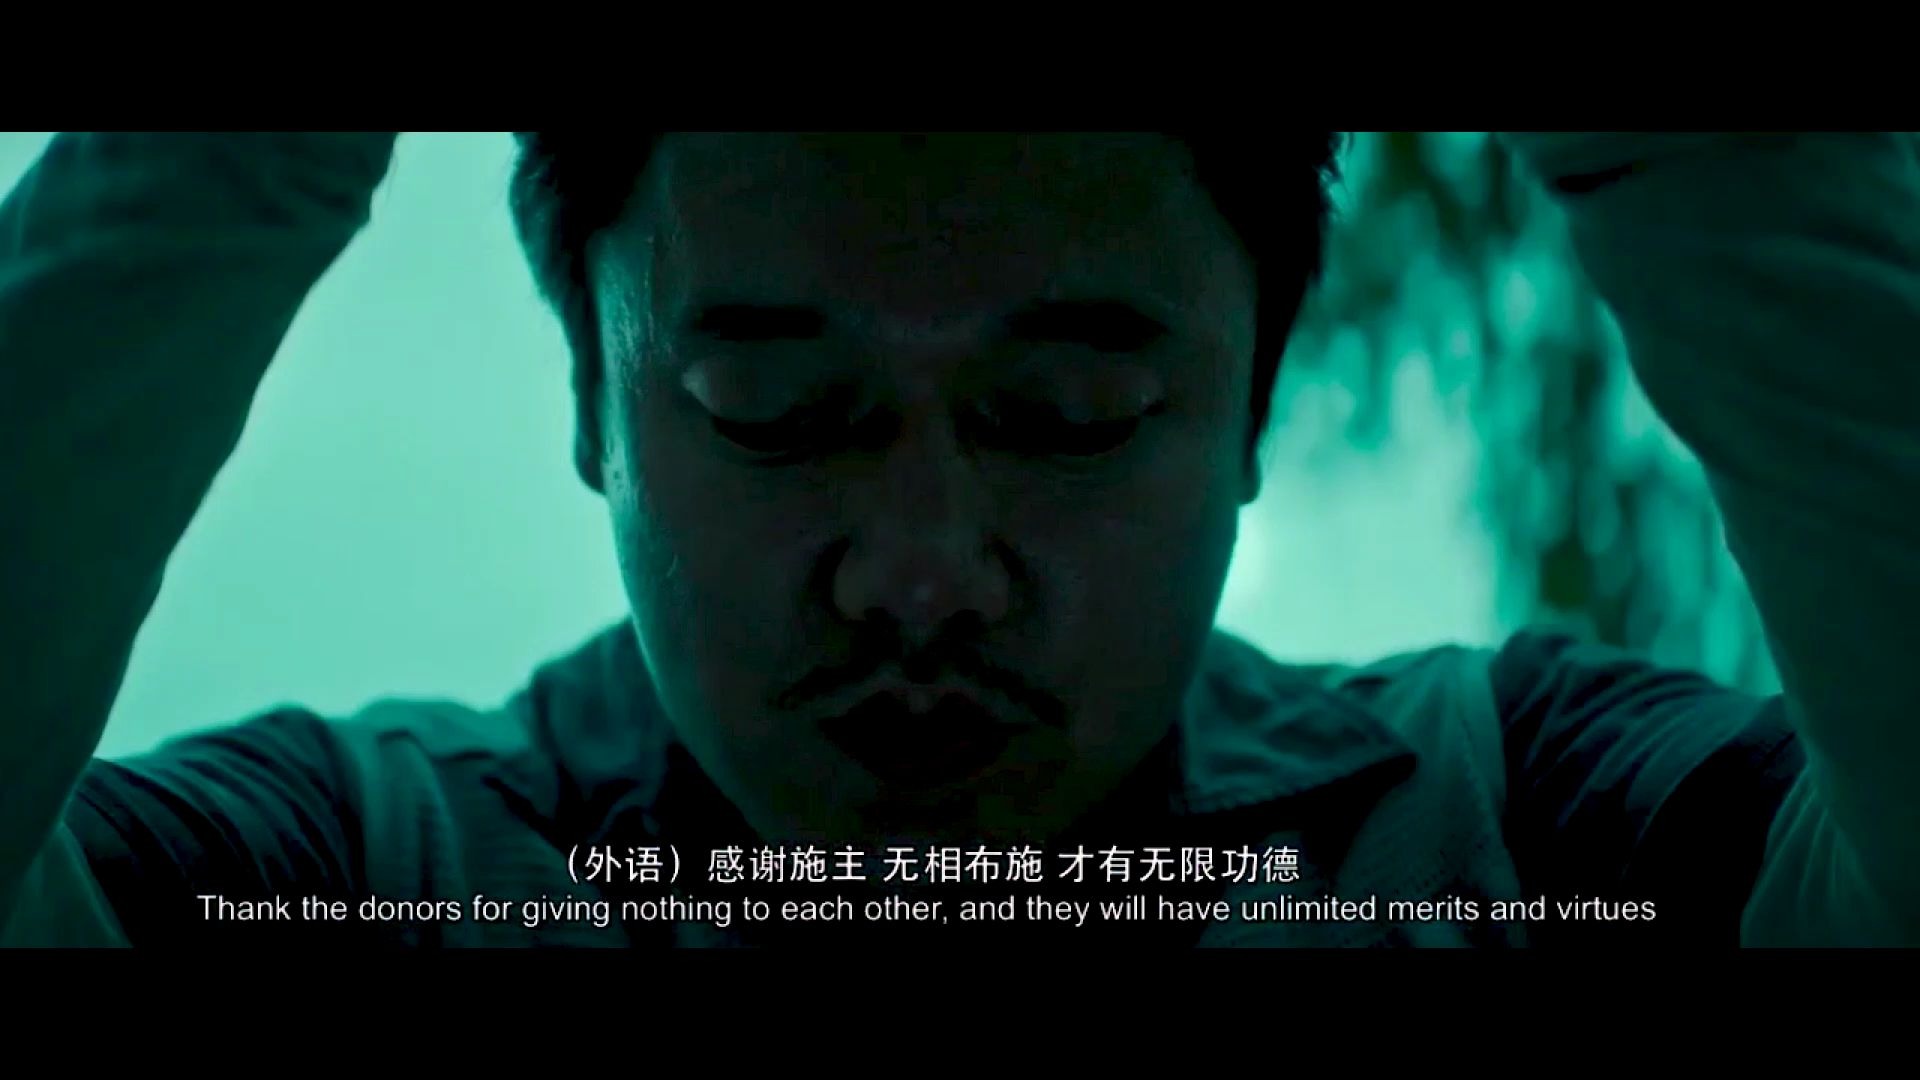 （外语）感谢施主 无相布施 才有无限功德
Thank the donors for giving nothing to each other, and they will have unlimited merits and virtues